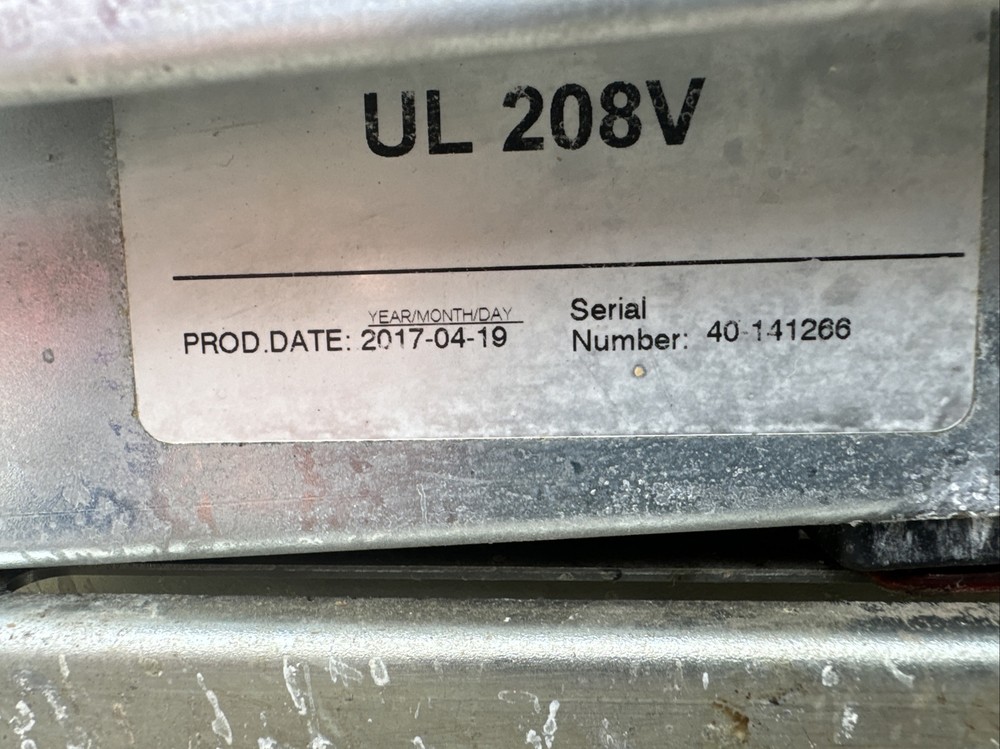 UL 208V
YEAR/MONTH/DAY
PROD.DATE: 2017-04-19
Serial
Number: 40-141266